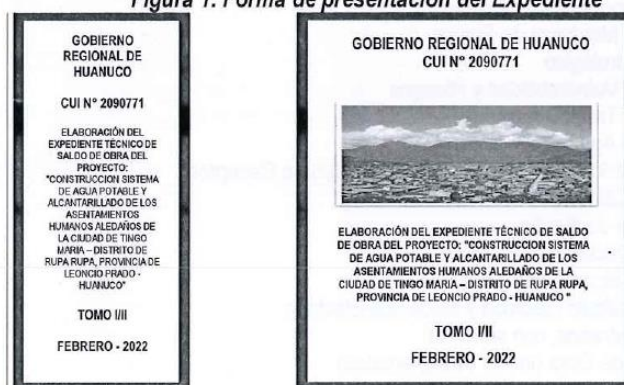 Figura 1. Forma de presentación del Expediente
GOBIERNO
REGIONAL DE
HUANUCO
CUI N° 2090771
ELABORACIÓN DEL
EXPEDIENTE TÉCNICO DE
SALDO DE OBRA DEL
PROYECTO:
"CONSTRUCCION SISTEMA
DE AGUA POTABLE Y
ALCANTARILLADO DE LOS
ASENTAMIENTOS
HUMANOS ALEDAÑOS DE
LA CIUDAD DE TINGO
MARIA – DISTRITO DE
RUPA RUPA, PROVINCIA DE
LEONCIO PRADO -
HUANUCO"
TOMO I/II
FEBRERO - 2022
GOBIERNO REGIONAL DE HUANUCO
CUI N° 2090771
ELABORACIÓN DEL EXPEDIENTE TÉCNICO DE SALDO
DE OBRA DEL PROYECTO: "CONSTRUCCION SISTEMA
DE AGUA POTABLE Y ALCANTARILLADO DE LOS
ASENTAMIENTOS HUMANOS ALEDAÑOS DE LA
CIUDAD DE TINGO MARIA – DISTRITO DE RUPA RUPA,
PROVINCIA DE LEONCIO PRADO - HUANUCO "
TOMO I/II
FEBRERO - 2022